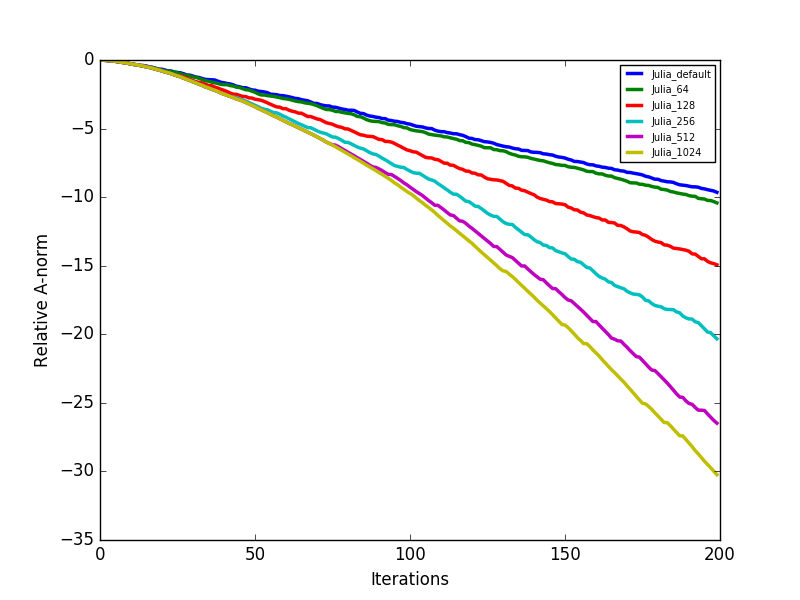 0
−5
−10
−15
−20
−25
−30
−35
Relative A-norm
0 50 100 150 200
Iterations
Julia_default
Julia_64
Julia_128
Julia_256
Julia_512
Julia_1024